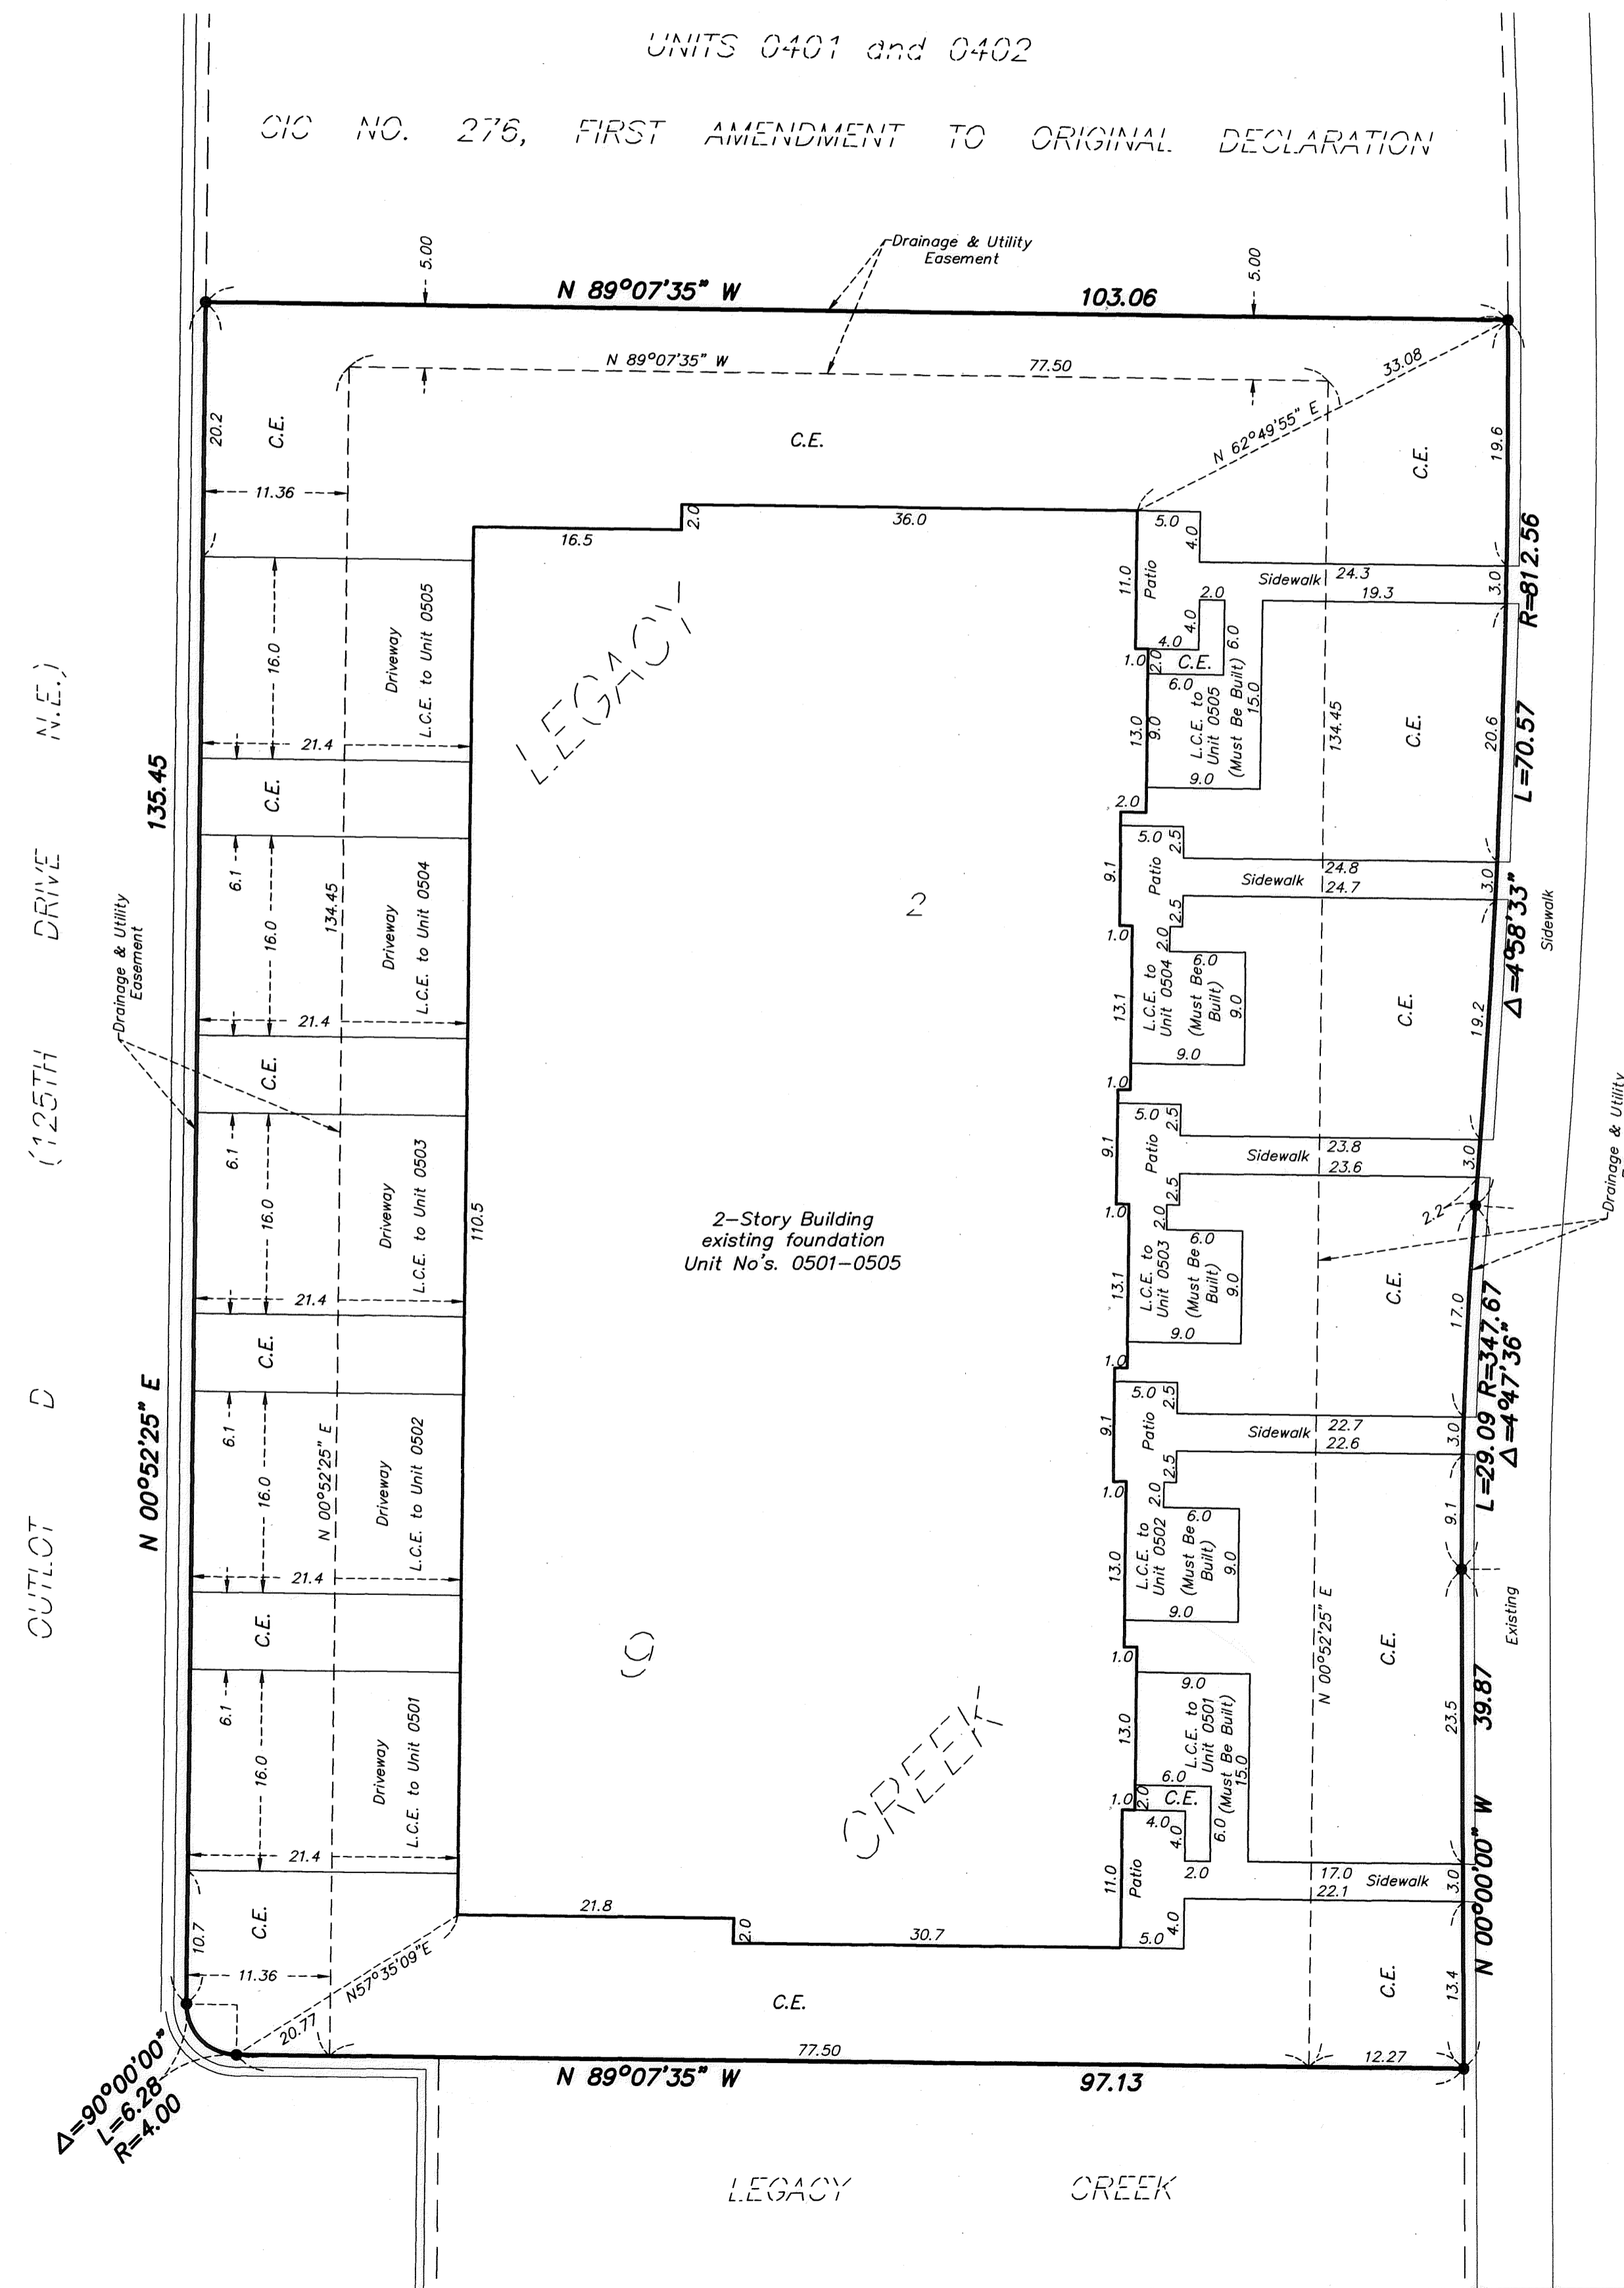 UNITS 0401 and 0402
CIC NO. 276, FIRST AMENDMENT TO ORIGINAL DECLARATION
Drainage & Utility
Easement
5.00
5.00
N 89°07'35" W
103.06
N 89°07'35" W
77.50
33.08
N 62°49'55" E
20.2
C.E.
C.E.
C.E.
19.6
11.36
16.5
2.0
36.0
5.0
4.0
11.0
Patio
Sidewalk
24.3
19.3
3.0
R=812.56
2.0
4.0
4.0
1.0
2.0
C.E.
6.0
6.0
L.C.E. to
Unit 0505
(Must Be Built)
15.0
13.0
9.0
9.0
2.0
134.45
C.E.
20.6
L=70.57
Driveway
L.C.E. to Unit 0505
16.0
21.4
C.E.
LEGACY
135.45
OUTLOT D (125TH DRIVE N.E.)
6.1
16.0
134.45
Driveway
L.C.E. to Unit 0504
21.4
2
9.1
5.0
2.5
Patio
Sidewalk
24.8
24.7
3.0
2.5
1.0
2.0
Δ=4°58'33"
Sidewalk
6.0
L.C.E. to
Unit 0504
(Must Be
Built)
9.0
9.0
13.1
1.0
C.E.
19.2
Drainage & Utility
Easement
C.E.
6.1
16.0
Driveway
L.C.E. to Unit 0503
21.4
110.5
2-Story Building
existing foundation
Unit No's. 0501-0505
9.1
5.0
2.5
Patio
Sidewalk
23.8
23.6
3.0
2.5
1.0
2.0
2.2
Drainage & Utility
6.0
L.C.E. to
Unit 0503
(Must Be
Built)
9.0
9.0
13.1
1.0
C.E.
17.0
L=29.09 R=347.67
Δ=4°47'36"
C.E.
N 00°52'25" E
6.1
16.0
N 00°52'25" E
Driveway
L.C.E. to Unit 0502
21.4
9.1
5.0
2.5
Patio
Sidewalk
22.7
22.6
3.0
2.5
1.0
2.0
6.0
L.C.E. to
Unit 0502
(Must Be
Built)
9.0
9.0
13.0
1.0
9.1
Existing
C.E.
9
N 00°52'25" E
C.E.
23.5
39.87
6.1
16.0
Driveway
L.C.E. to Unit 0501
21.4
CREEK
9.0
L.C.E. to
Unit 0501
(Must Be Built)
15.0
13.0
6.0
1.0
2.0
C.E.
6.0
4.0
4.0
2.0
11.0
Patio
17.0
22.1
Sidewalk
3.0
N 00°00'00" W
5.0
4.0
21.8
2.0
30.7
10.7
C.E.
11.36
N57°35'09"E
20.77
C.E.
C.E.
13.4
77.50
12.27
N 89°07'35" W
97.13
Δ=90°00'00"
L=6.28
R=4.00
LEGACY CREEK